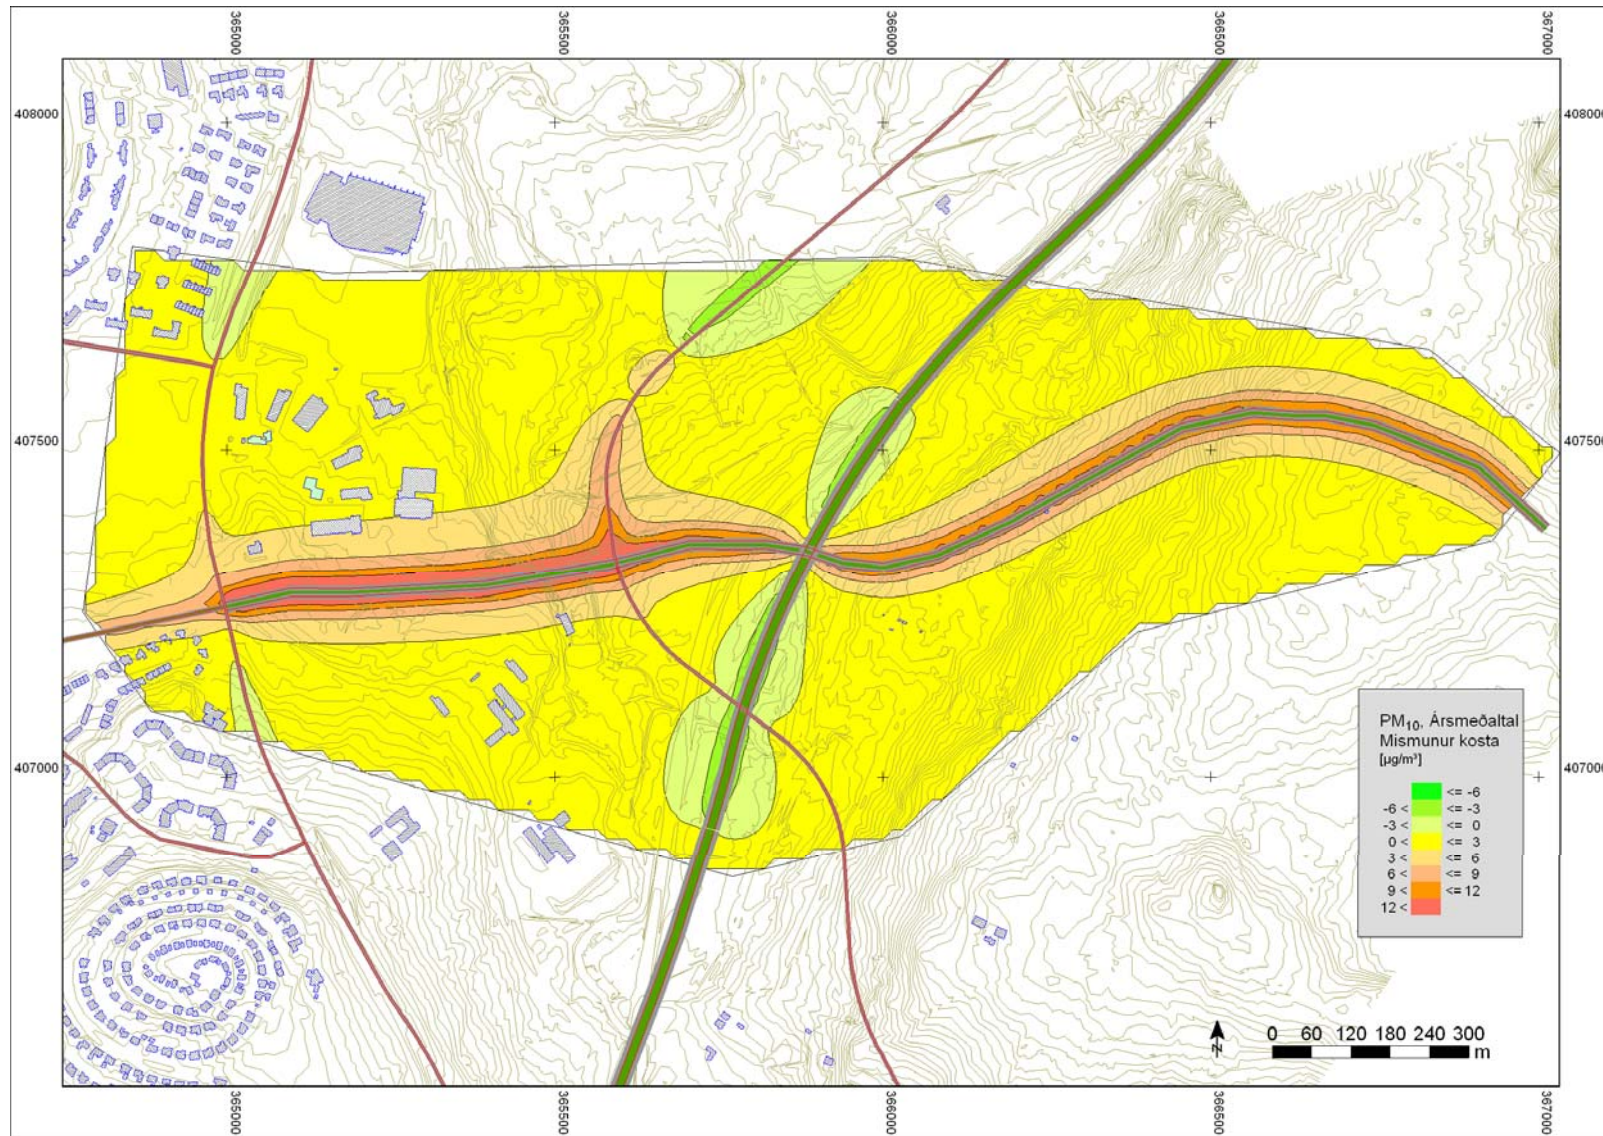 365000 365500 366000 366500 367000
408000 408000
407500 407500
407000 407000
PM10, Ársmeðaltal
Mismunur kosta
[µg/m³]
<= -6
-6 < <= -3
-3 < <= 0
0 < <= 3
3 < <= 6
6 < <= 9
9 < <= 12
12 <
N
0 60 120 180 240 300
m
365000 365500 366000 366500 367000